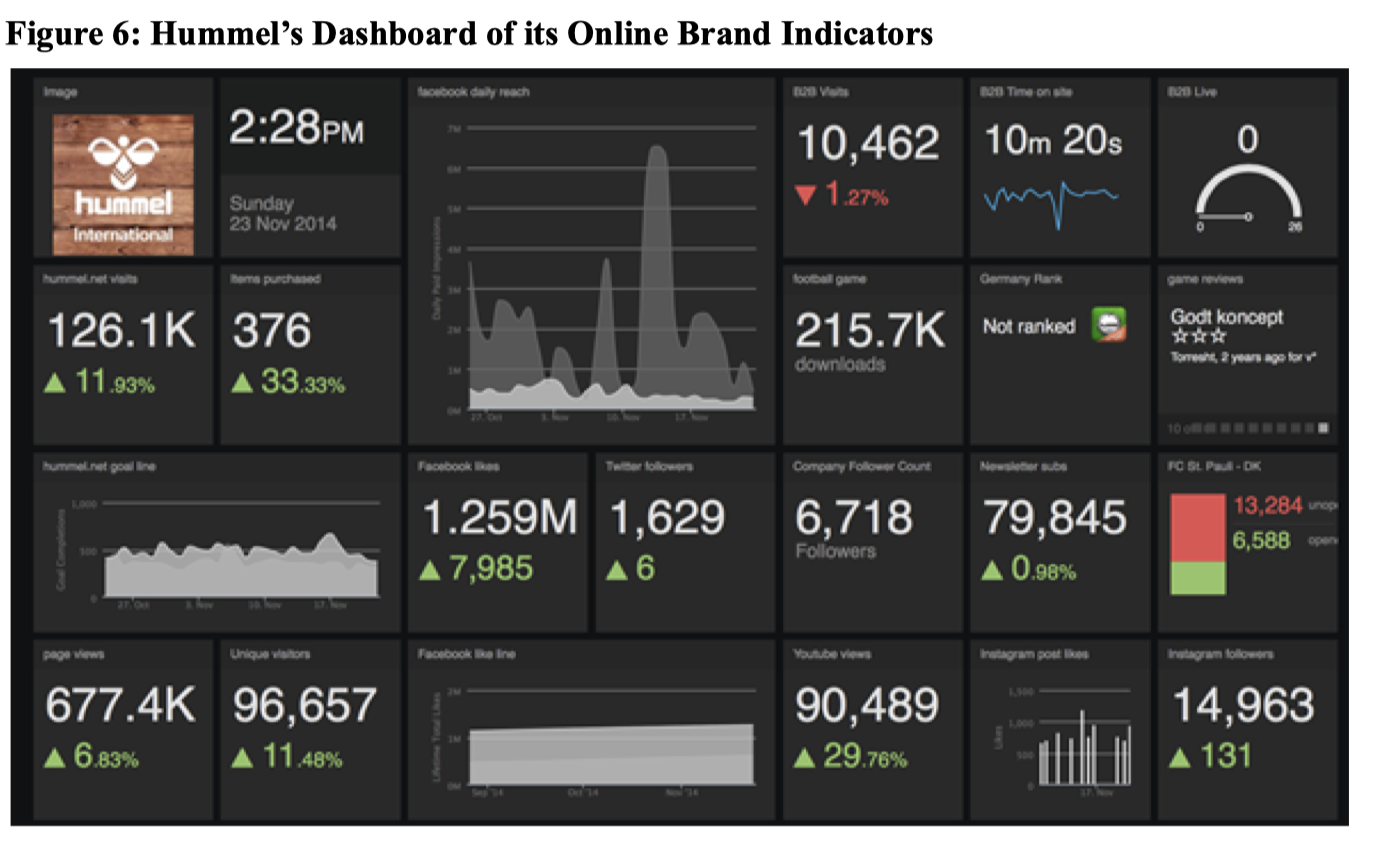 Figure 6: Hummel's Dashboard of its Online Brand Indicators
Image
hummel
International
2:28PM
Sunday
23 Nov 2014
facebook daily reach
Daily Paid Impressions
7M
6M
5M
4M
3M
2M
1M
0M
27. Oct
3. Nov
10. Nov
17. Nov
B2B Visits
10,462
▼ 1.27%
B2B Time on site
10m 20s
B2B Live
0
0
26
hummel.net visits
126.1K
▲ 11.93%
Items purchased
376
▲ 33.33%
football game
215.7K
downloads
Germany Rank
Not ranked
game reviews
Godt koncept
☆☆☆
Torresht, 2 years ago for v"
10
hummel.net goal line
Goal Completions
1,000
500
0
27. Oct
3. Nov
10. Nov
17. Nov
Facebook likes
1.259M
▲ 7,985
Twitter followers
1,629
▲ 6
Company Follower Count
6,718
Followers
Newsletter subs
79,845
▲ 0.98%
FC St. Pauli - DK
13,284 unop
6,588 open
page views
677.4K
▲ 6.83%
Unique visitors
96,657
▲ 11.48%
Facebook like line
Lifetime Total Likes
2M
1M
0M
Sep '14
Oct '14
Nov '14
Youtube views
90,489
▲ 29.76%
Instagram post likes
Likes
1,500
1,000
500
0
17. Nov
Instagram followers
14,963
▲ 131